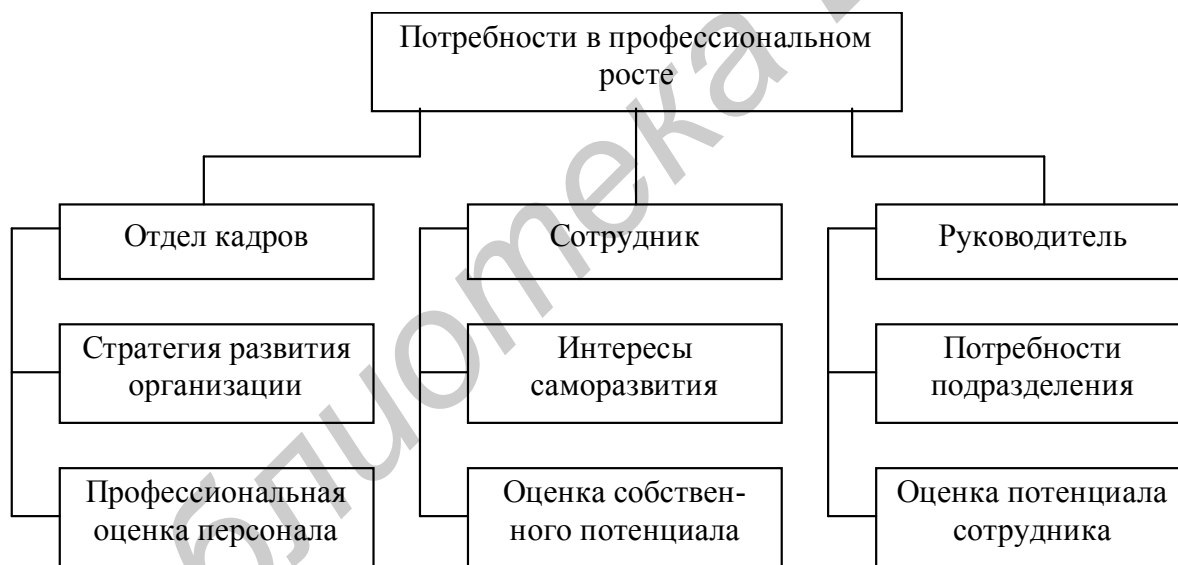 Потребности в профессиональном
росте
Отдел кадров
Сотрудник
Руководитель
Стратегия развития
организации
Интересы
саморазвития
Потребности
подразделения
Профессиональная
оценка персонала
Оценка собствен-
ного потенциала
Оценка потенциала
сотрудника
блиотека